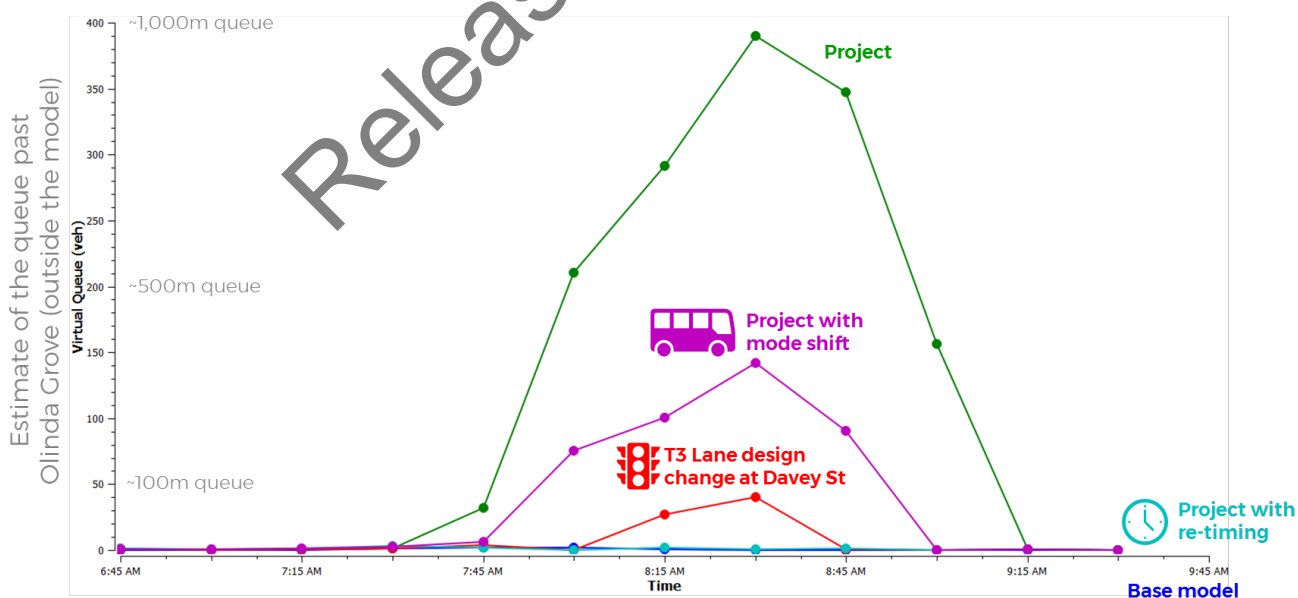 Releas
Estimate of the queue past
Olinda Grove (outside the model)
Virtual Queue (veh)
400
350
300
250
200
150
100
50
0
~1,000m queue
~500m queue
~100m queue
Project
Project with
mode shift
T3 Lane design
change at Davey St
Project with
re-timing
Base model
6:45 AM
7:15 AM
7:45 AM
8:15 AM
8:45 AM
9:15 AM
9:45 AM
Time